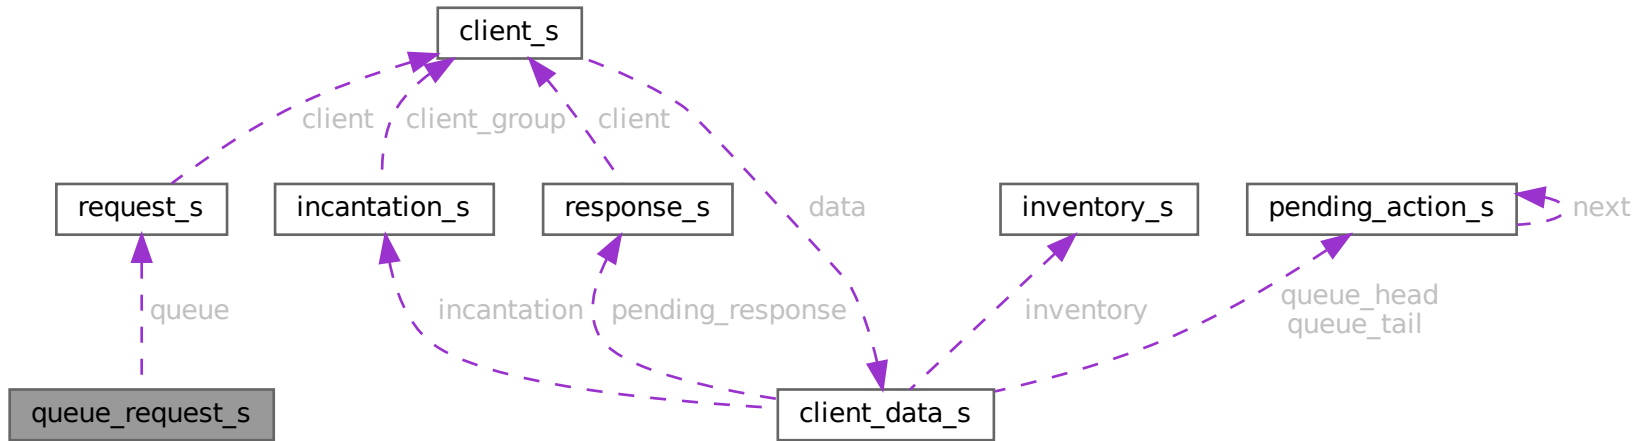 client_s
client
client_group
client
request_s
incantation_s
response_s
data
inventory_s
pending_action_s
next
queue
incantation
pending_response
inventory
queue_head
queue_tail
queue_request_s
client_data_s